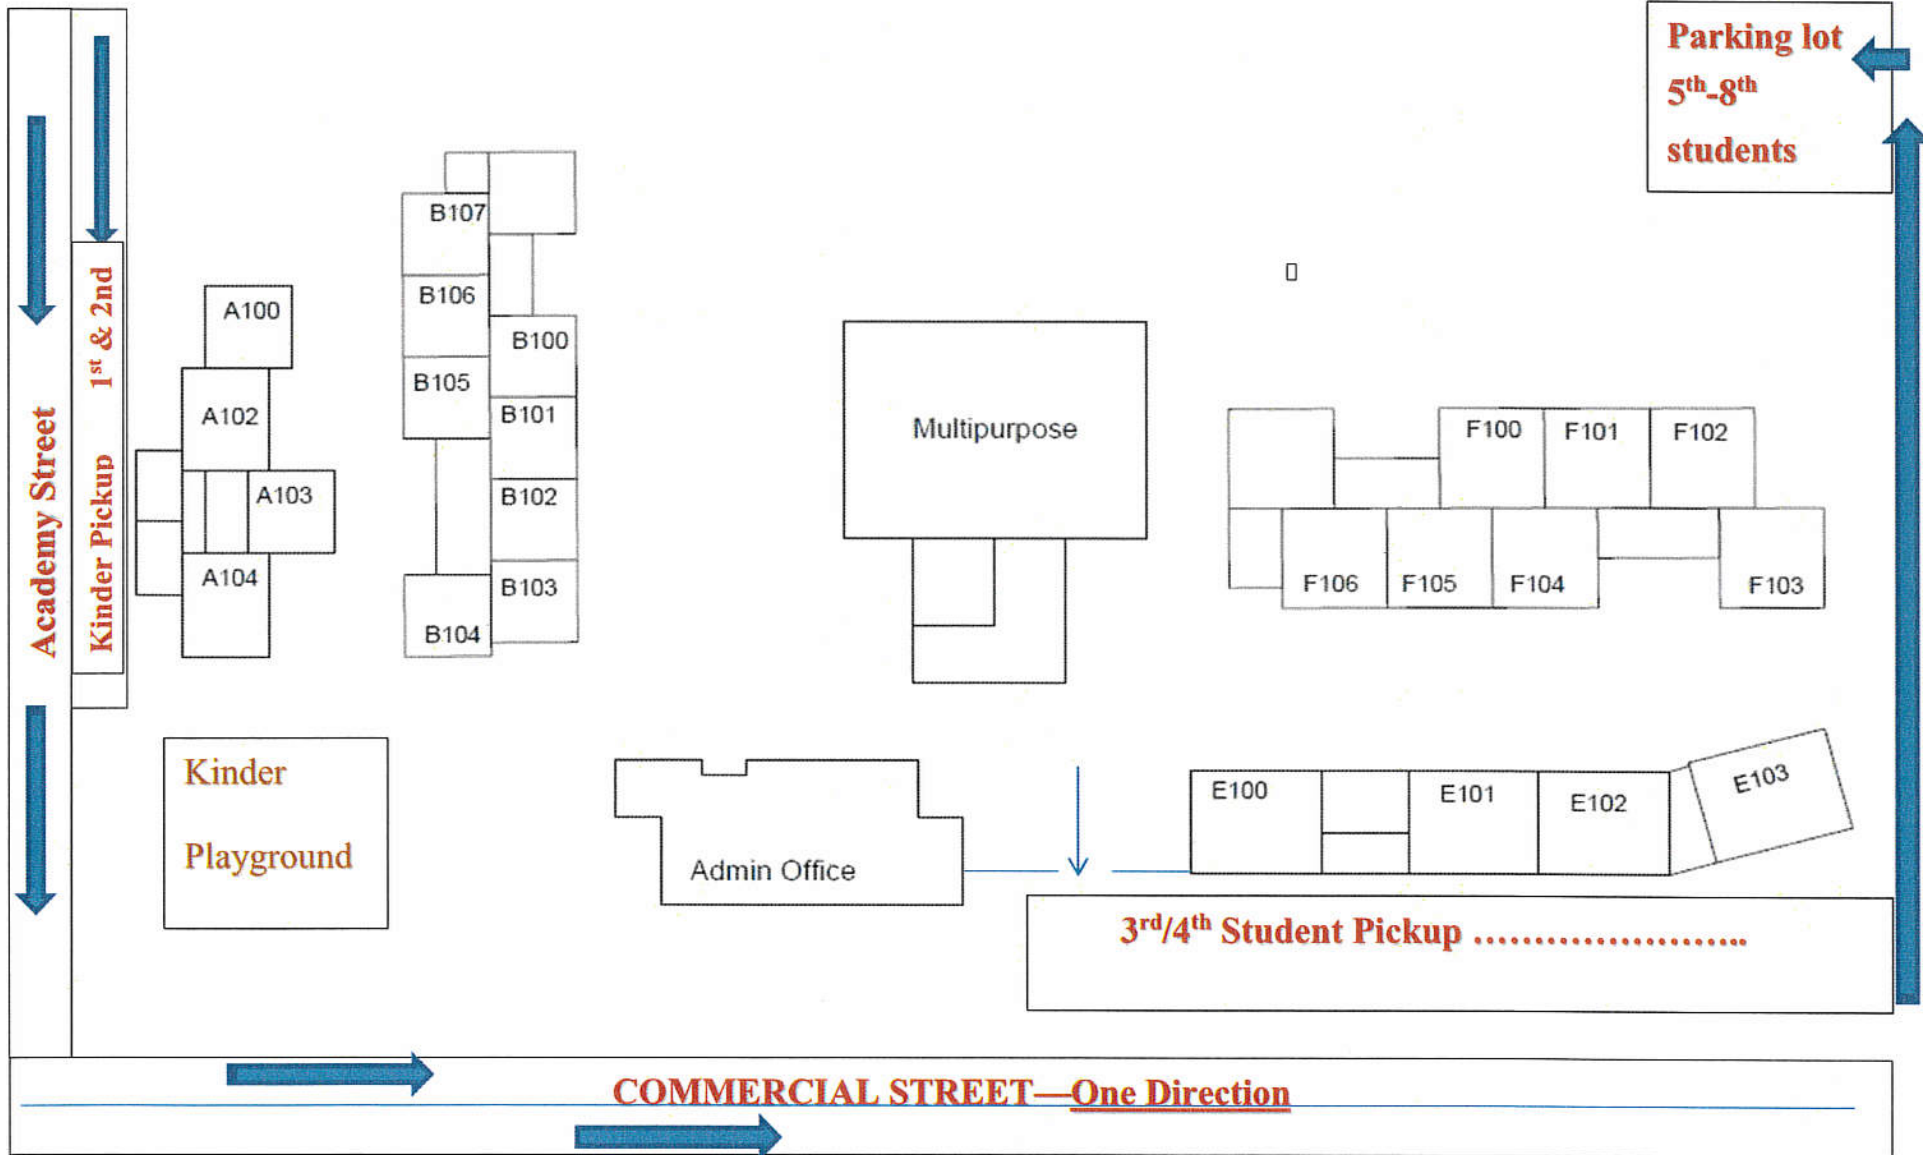 Parking lot
5th-8th
students
Academy Street
Kinder Pickup 1st & 2nd
A100
A102
A103
A104
B107
B106
B105
B104
B100
B101
B102
B103
Multipurpose
F100 F101 F102
F106 F105 F104 F103
Kinder
Playground
Admin Office
E100 E101 E102 E103
3rd/4th Student Pickup ........................
COMMERCIAL STREET—One Direction